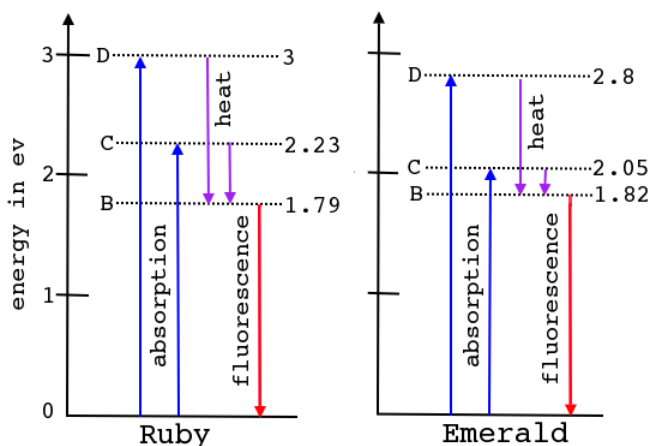 energy in ev
3
2
1
0
D
3
heat
C
2.23
B
1.79
absorption
fluorescence
Ruby
D
2.8
heat
C
2.05
B
1.82
absorption
fluorescence
Emerald